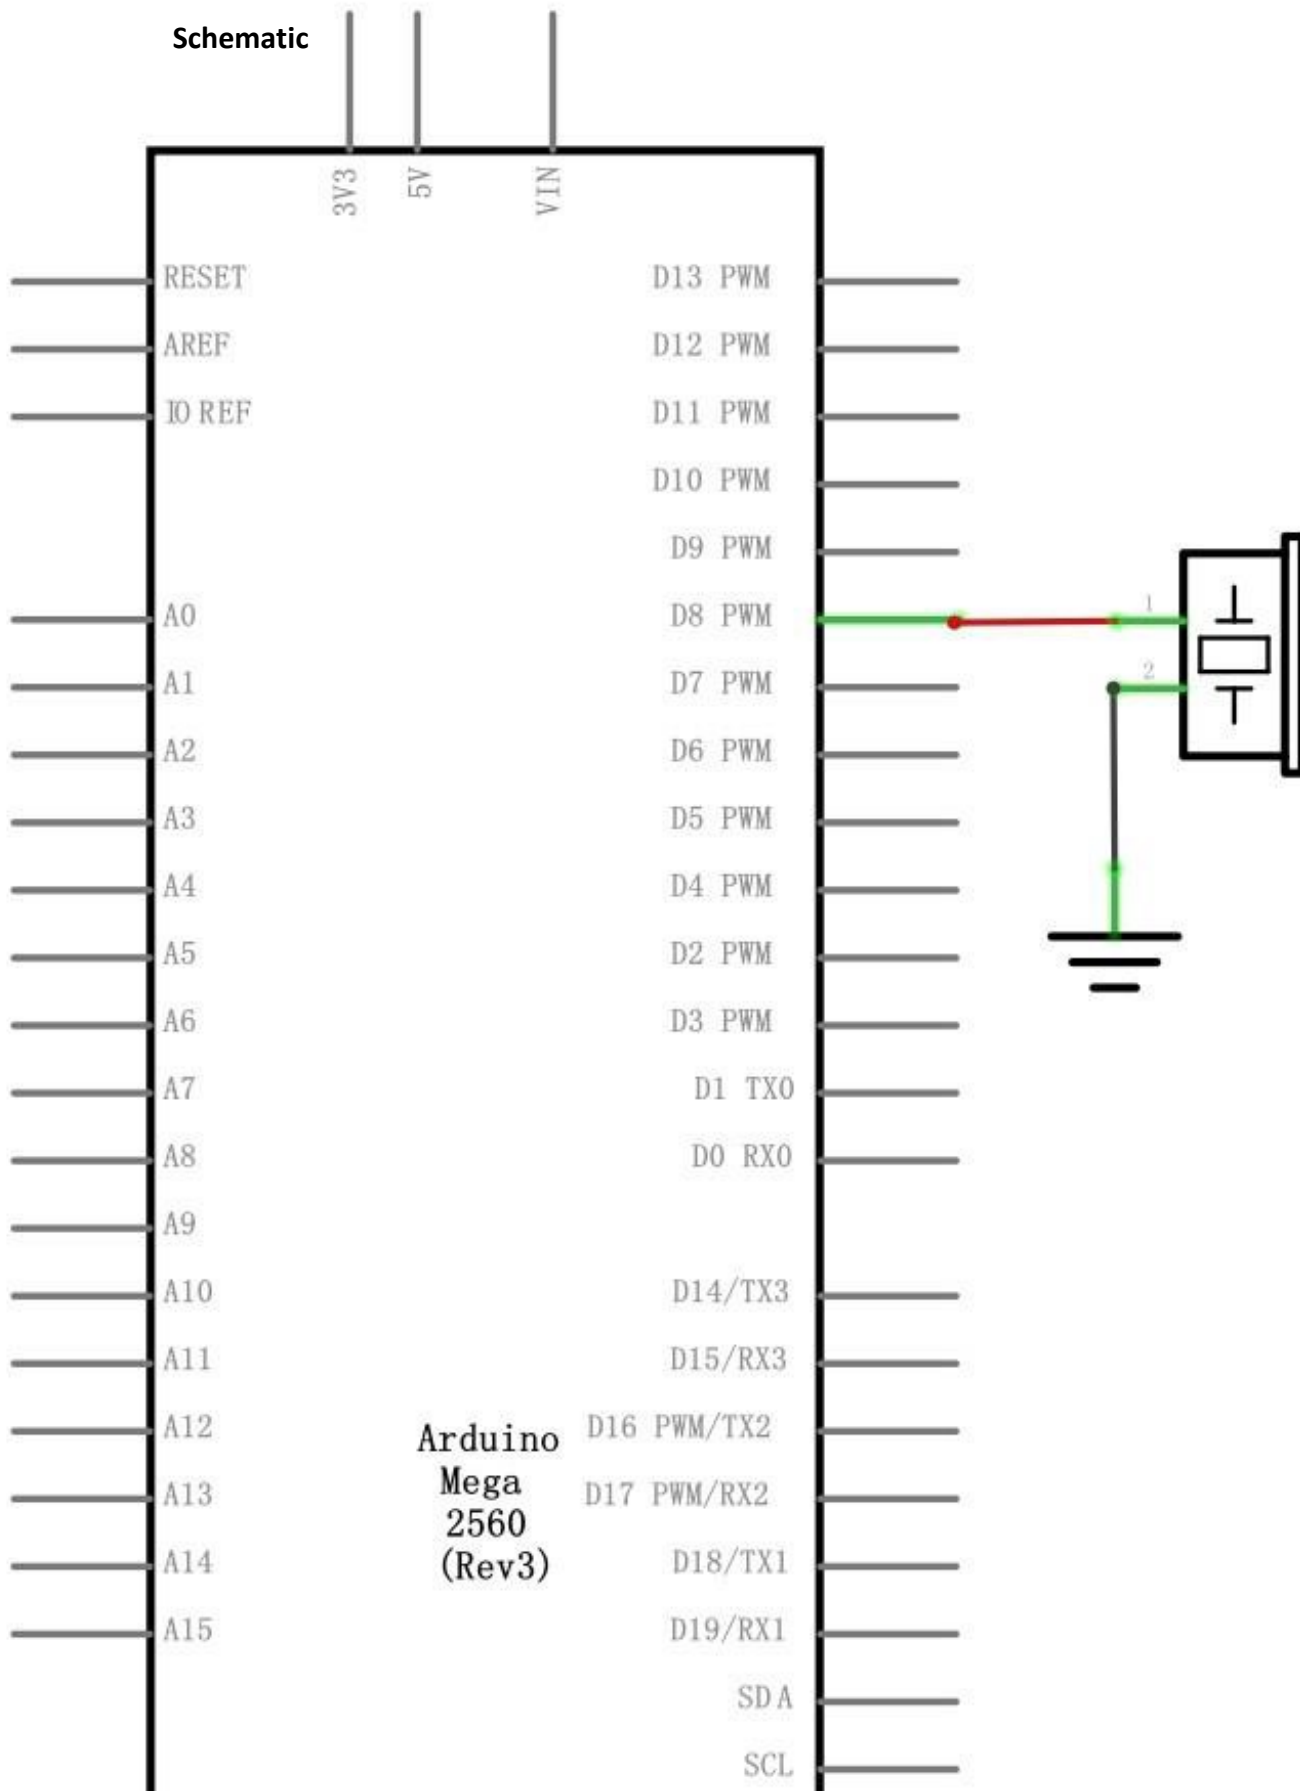 Schematic
3V3
5V
VIN
RESET
D13 PWM
AREF
D12 PWM
IO REF
D11 PWM
D10 PWM
D9 PWM
A0
D8 PWM
1
A1
D7 PWM
2
A2
D6 PWM
A3
D5 PWM
A4
D4 PWM
A5
D2 PWM
A6
D3 PWM
A7
D1 TX0
A8
D0 RX0
A9
A10
D14/TX3
A11
D15/RX3
A12
D16 PWM/TX2
Arduino
Mega
2560
(Rev3)
A13
D17 PWM/RX2
A14
D18/TX1
A15
D19/RX1
SDA
SCL